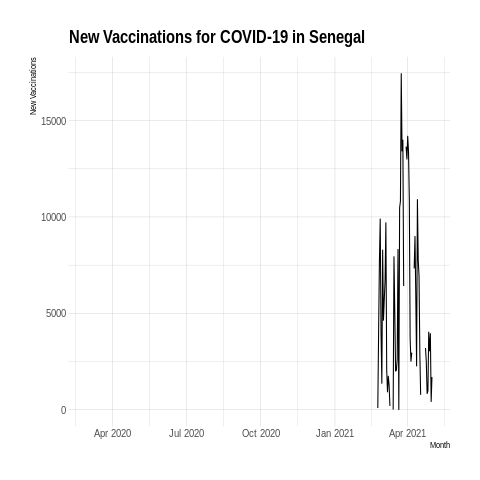 New Vaccinations for COVID-19 in Senegal
New Vaccinations
15000
10000
5000
0
Apr 2020 Jul 2020 Oct 2020 Jan 2021 Apr 2021
Month